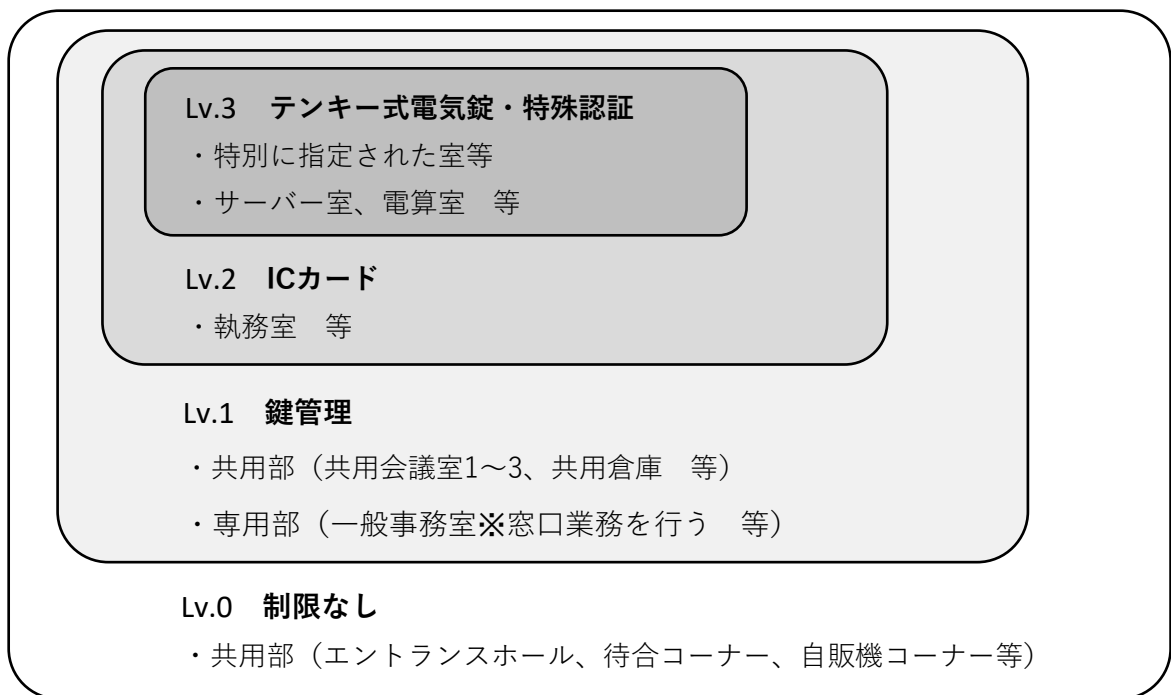 Lv.3　テンキー式電気錠・特殊認証
・特別に指定された室等
・サーバー室、電算室　等
Lv.2　ICカード
・執務室　等
Lv.1　鍵管理
・共用部（共用会議室1～3、共用倉庫　等）
・専用部（一般事務室※窓口業務を行う　等）
Lv.0　制限なし
・共用部（エントランスホール、待合コーナー、自販機コーナー等）